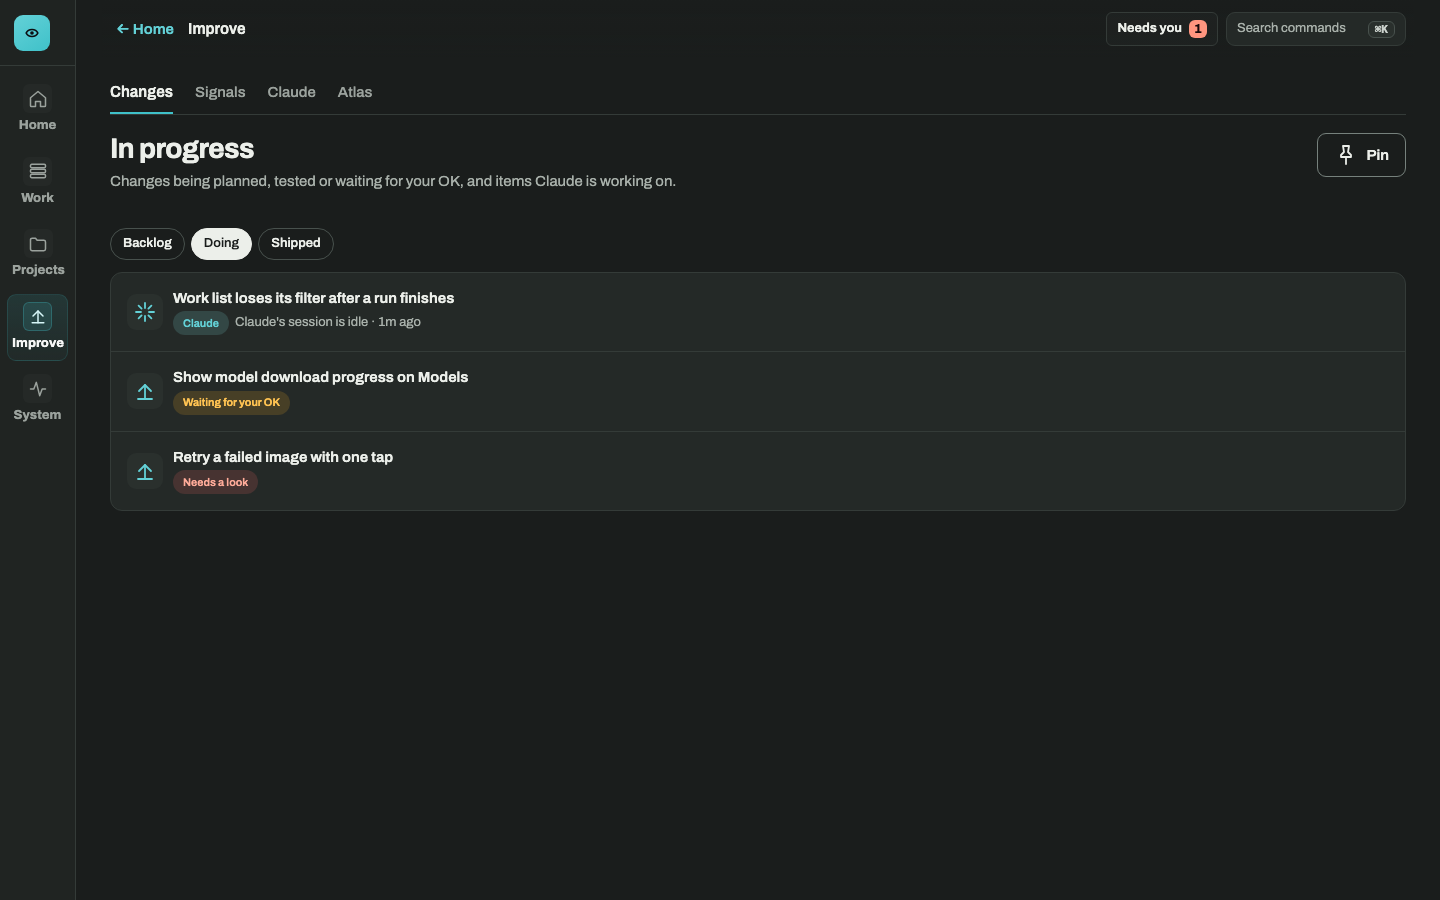 ← Home Improve
Needs you 1
Search commands ⌘K
Home
Work
Projects
Improve
System
Changes Signals Claude Atlas
In progress
Changes being planned, tested or waiting for your OK, and items Claude is working on.
Pin
Backlog Doing Shipped
Work list loses its filter after a run finishes
Claude Claude's session is idle · 1m ago
Show model download progress on Models
Waiting for your OK
Retry a failed image with one tap
Needs a look